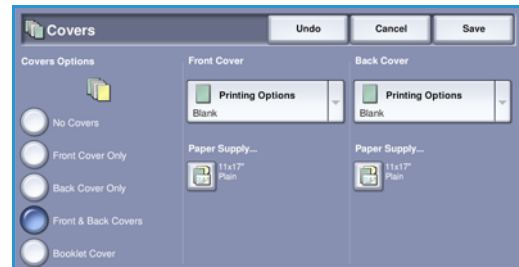 Covers
Undo
Cancel
Save
Covers Options
No Covers
Front Cover Only
Back Cover Only
Front & Back Covers
Booklet Cover
Front Cover
Printing Options
Blank
Paper Supply...
11x17"
Plain
Back Cover
Printing Options
Blank
Paper Supply...
11x17"
Plain